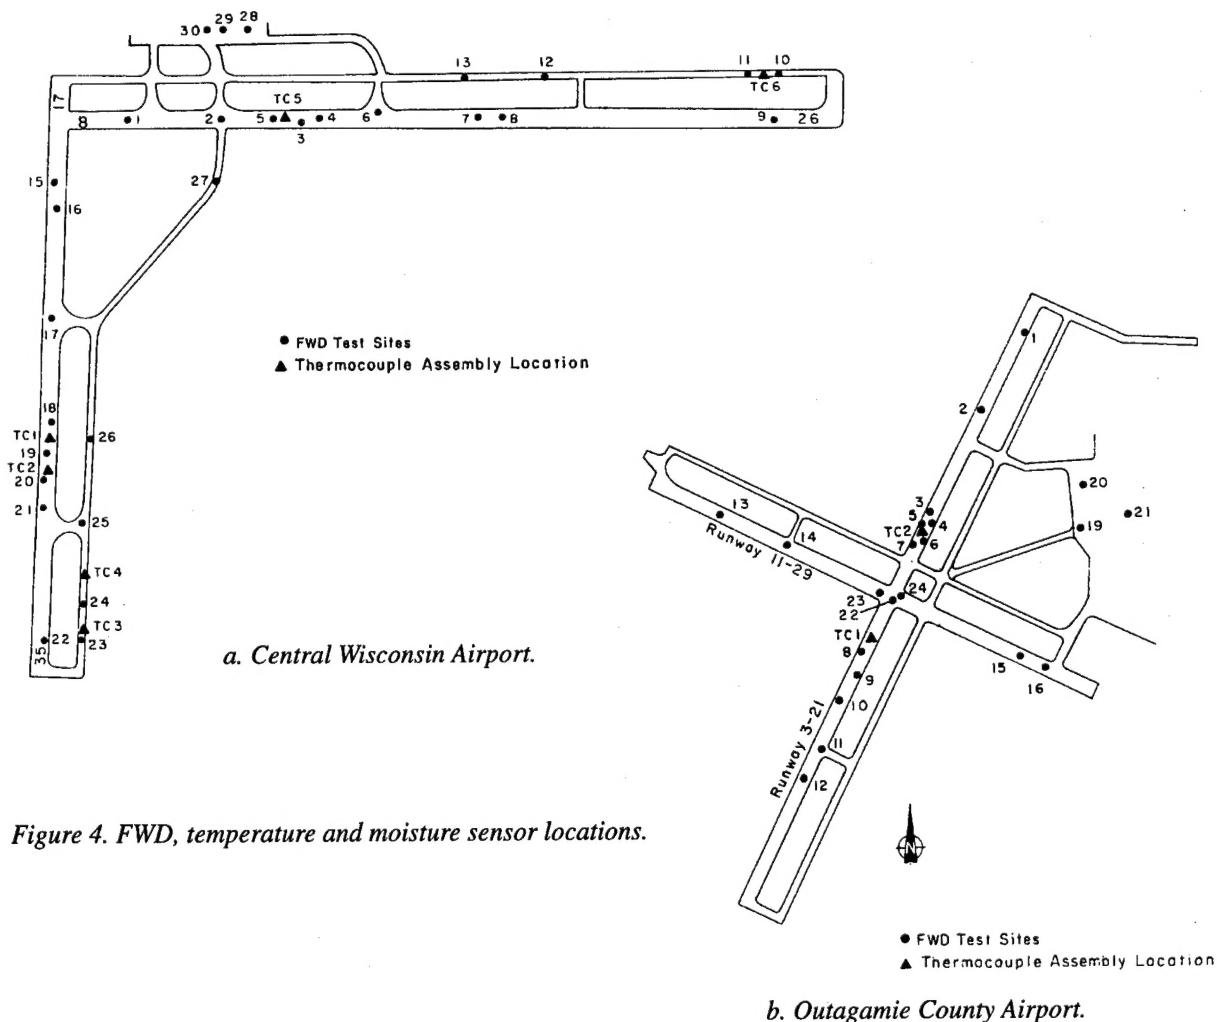 30 29 28
13 12 11 10
TC6
17
TC5
8 1 2 5 4 6 7 8 9 26
3
15 27
16
17
FWD Test Sites
Thermocouple Assembly Location
18
TC1 26
19
TC2
20
21 25
TC4
24
TC3
35 22 23
a. Central Wisconsin Airport.
1
2
20
3 21
13 5 4 19
TC2
14 7 6
Runway 11-29
24
23
22
TC1
8 15
9 16
10
Runway 3-21
11
12
N
Figure 4. FWD, temperature and moisture sensor locations.
FWD Test Sites
Thermocouple Assembly Location
b. Outagamie County Airport.